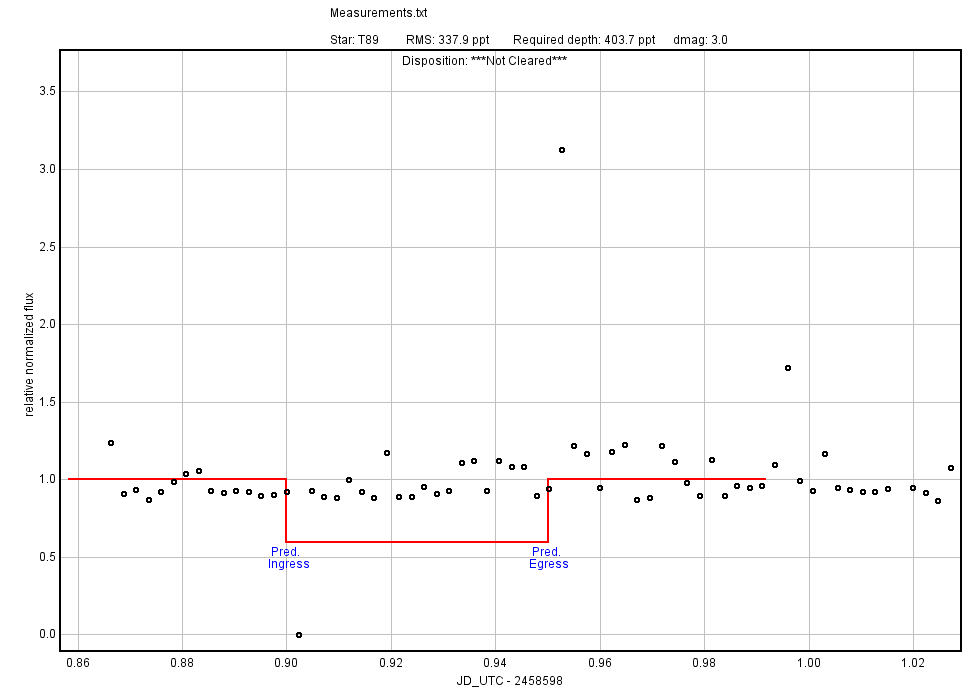 Measurements.txt
Star: T89 RMS: 337.9 ppt Required depth: 403.7 ppt dmag: 3.0
Disposition: ***Not Cleared***
3.5
3.0
2.5
2.0
1.5
1.0
0.5
0.0
relative normalized flux
Pred.
Ingress
Pred.
Egress
0.86 0.88 0.90 0.92 0.94 0.96 0.98 1.00 1.02
JD_UTC - 2458598